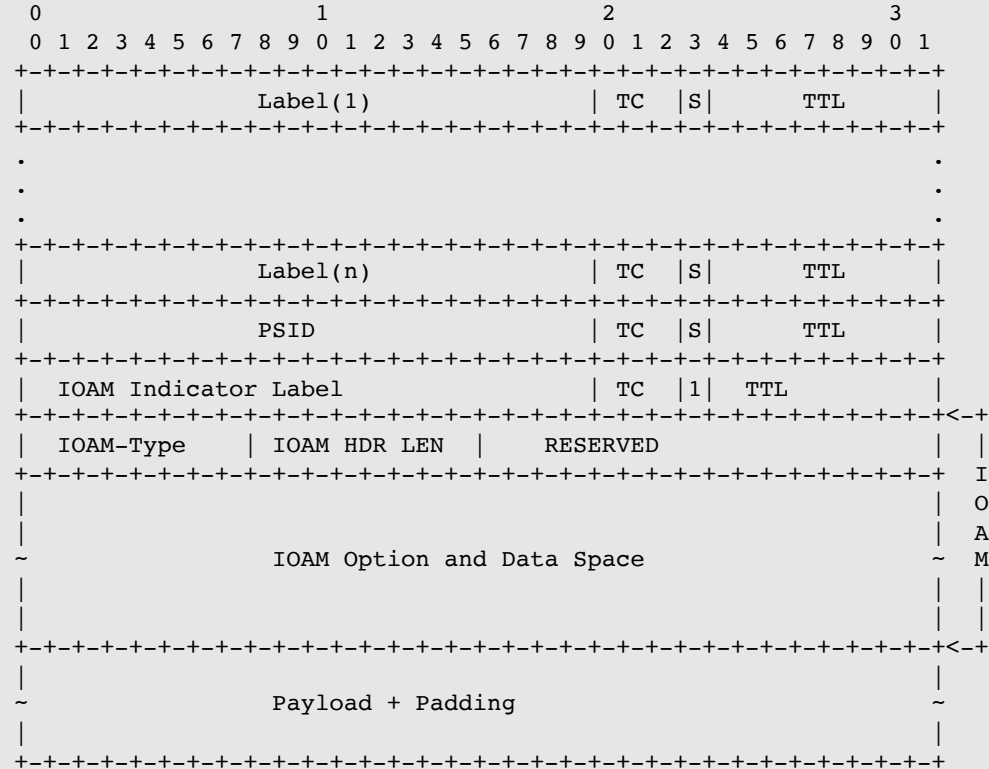 0                   1                   2                   3
 0 1 2 3 4 5 6 7 8 9 0 1 2 3 4 5 6 7 8 9 0 1 2 3 4 5 6 7 8 9 0 1
+-+-+-+-+-+-+-+-+-+-+-+-+-+-+-+-+-+-+-+-+-+-+-+-+-+-+-+-+-+-+-+-+
|                Label(1)               | TC  |S|      TTL      |
+-+-+-+-+-+-+-+-+-+-+-+-+-+-+-+-+-+-+-+-+-+-+-+-+-+-+-+-+-+-+-+-+
.                                                               .
.                                                               .
.                                                               .
+-+-+-+-+-+-+-+-+-+-+-+-+-+-+-+-+-+-+-+-+-+-+-+-+-+-+-+-+-+-+-+-+
|                Label(n)               | TC  |S|      TTL      |
+-+-+-+-+-+-+-+-+-+-+-+-+-+-+-+-+-+-+-+-+-+-+-+-+-+-+-+-+-+-+-+-+
|                PSID                   | TC  |S|      TTL      |
+-+-+-+-+-+-+-+-+-+-+-+-+-+-+-+-+-+-+-+-+-+-+-+-+-+-+-+-+-+-+-+-+
|  IOAM Indicator Label                 | TC  |1|  TTL          |
+-+-+-+-+-+-+-+-+-+-+-+-+-+-+-+-+-+-+-+-+-+-+-+-+-+-+-+-+-+-+-+-+<-+
|  IOAM-Type    | IOAM HDR LEN  |    RESERVED                   |  |
+-+-+-+-+-+-+-+-+-+-+-+-+-+-+-+-+-+-+-+-+-+-+-+-+-+-+-+-+-+-+-+-+  I
|                                                               |  O
|                                                               |  A
~                 IOAM Option and Data Space                    ~  M
|                                                               |  |
|                                                               |  |
+-+-+-+-+-+-+-+-+-+-+-+-+-+-+-+-+-+-+-+-+-+-+-+-+-+-+-+-+-+-+-+-+<-+
|                                                               |
~                 Payload + Padding                             ~
|                                                               |
+-+-+-+-+-+-+-+-+-+-+-+-+-+-+-+-+-+-+-+-+-+-+-+-+-+-+-+-+-+-+-+-+